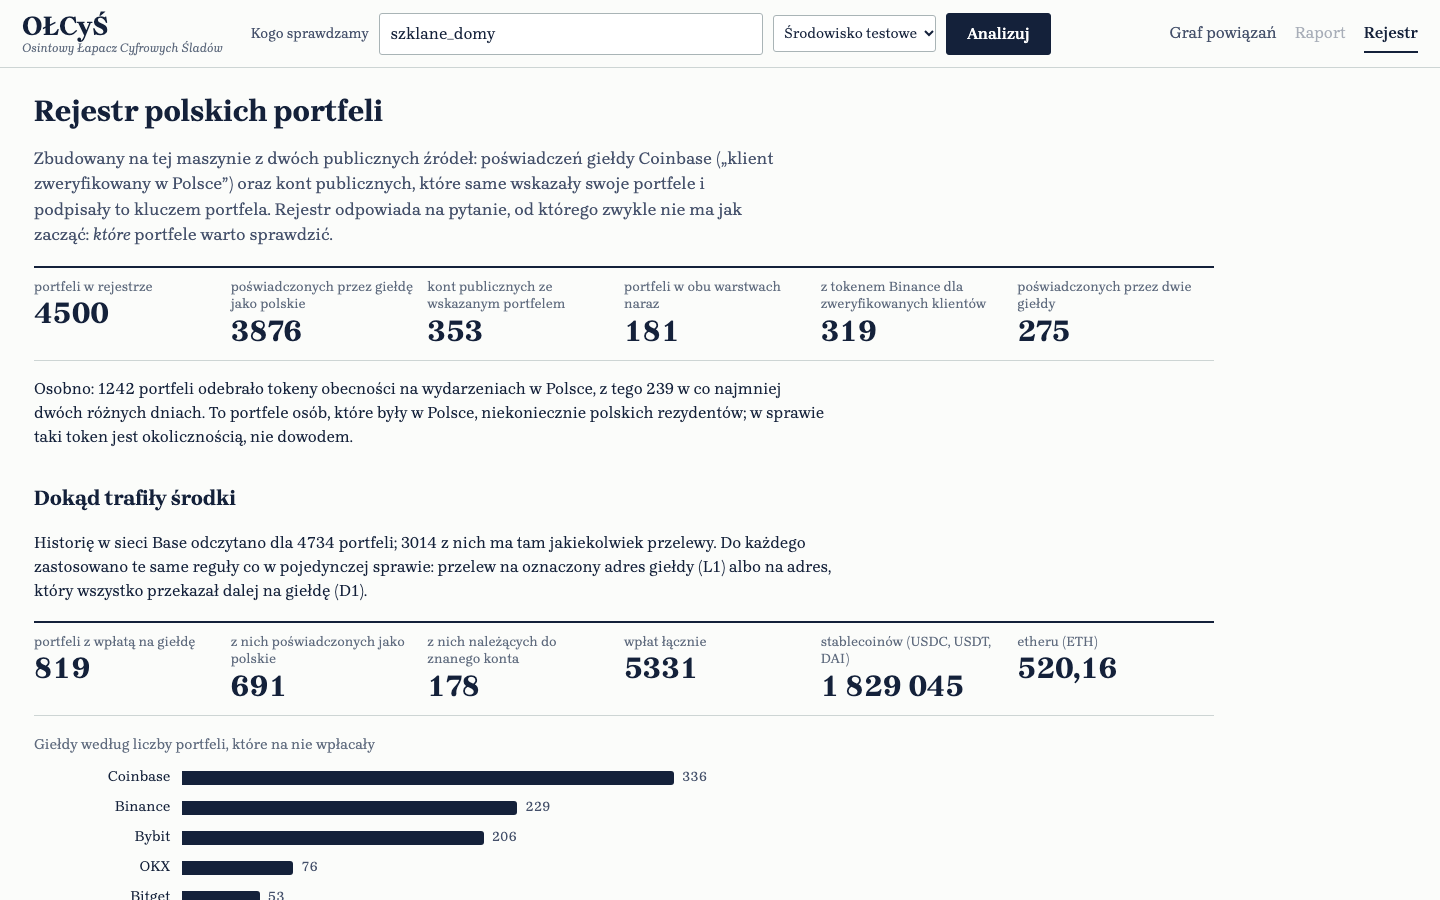 OŁCyŚ
Osintowy Łapacz Cyfrowych Śladów
Kogo sprawdzamy
szklane_domy
Środowisko testowe
Analizuj
Graf powiązań
Raport
Rejestr
Rejestr polskich portfeli
Zbudowany na tej maszynie z dwóch publicznych źródeł: poświadczeń giełdy Coinbase („klient
zweryfikowany w Polsce”) oraz kont publicznych, które same wskazały swoje portfele i
podpisały to kluczem portfela. Rejestr odpowiada na pytanie, od którego zwykle nie ma jak
zacząć: które portfele warto sprawdzić.
portfeli w rejestrze
4500
poświadczonych przez giełdę
jako polskie
3876
kont publicznych ze
wskazanym portfelem
353
portfeli w obu warstwach
naraz
181
z tokenem Binance dla
zweryfikowanych klientów
319
poświadczonych przez dwie
giełdy
275
Osobno: 1242 portfeli odebrało tokeny obecności na wydarzeniach w Polsce, z tego 239 w co najmniej
dwóch różnych dniach. To portfele osób, które były w Polsce, niekoniecznie polskich rezydentów; w sprawie
taki token jest okolicznością, nie dowodem.
Dokąd trafiły środki
Historię w sieci Base odczytano dla 4734 portfeli; 3014 z nich ma tam jakiekolwiek przelewy. Do każdego
zastosowano te same reguły co w pojedynczej sprawie: przelew na oznaczony adres giełdy (L1) albo na adres,
który wszystko przekazał dalej na giełdę (D1).
portfeli z wpłatą na giełdę
819
z nich poświadczonych jako
polskie
691
z nich należących do
znanego konta
178
wpłat łącznie
5331
stablecoinów (USDC, USDT,
DAI)
1 829 045
etheru (ETH)
520,16
Giełdy według liczby portfeli, które na nie wpłacały
Coinbase 336
Binance 229
Bybit 206
OKX 76
Bitget 53